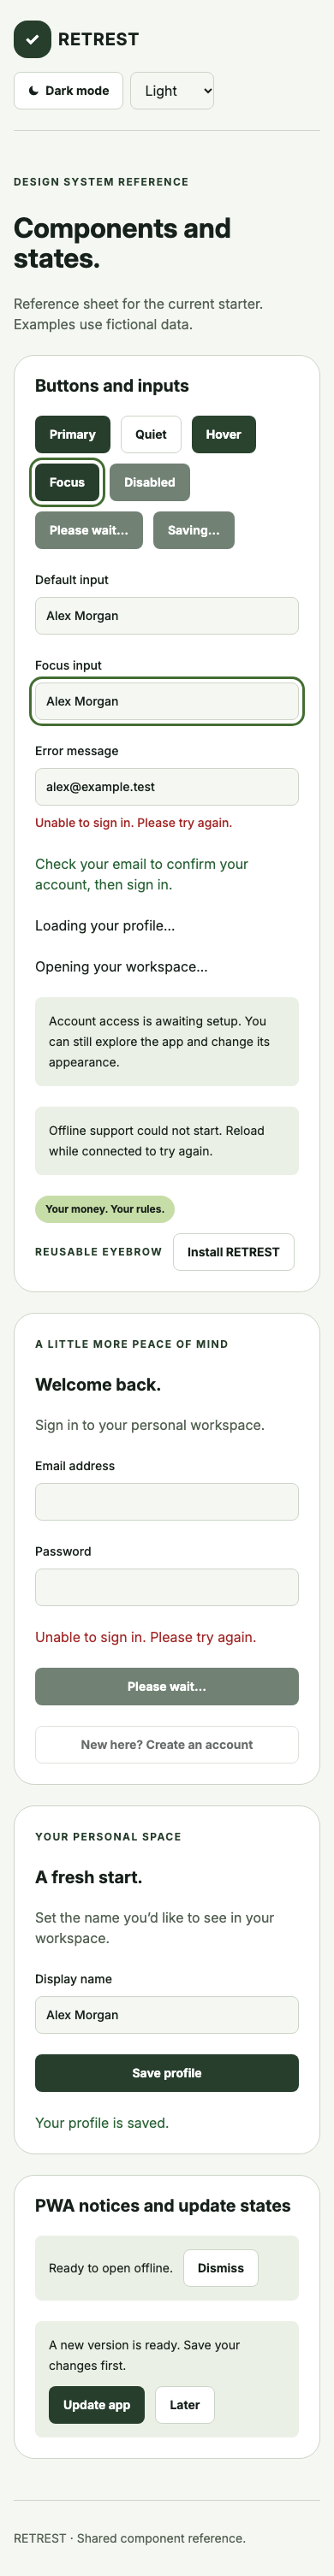 RETREST
Dark mode
Light
DESIGN SYSTEM REFERENCE
Components and
states.
Reference sheet for the current starter.
Examples use fictional data.
Buttons and inputs
Primary
Quiet
Hover
Focus
Disabled
Please wait...
Saving...
Default input
Alex Morgan
Focus input
Alex Morgan
Error message
alex@example.test
Unable to sign in. Please try again.
Check your email to confirm your
account, then sign in.
Loading your profile...
Opening your workspace...
Account access is awaiting setup. You
can still explore the app and change its
appearance.
Offline support could not start. Reload
while connected to try again.
Your money. Your rules.
REUSABLE EYEBROW
Install RETREST
A LITTLE MORE PEACE OF MIND
Welcome back.
Sign in to your personal workspace.
Email address
Password
Unable to sign in. Please try again.
Please wait...
New here? Create an account
YOUR PERSONAL SPACE
A fresh start.
Set the name you’d like to see in your
workspace.
Display name
Alex Morgan
Save profile
Your profile is saved.
PWA notices and update states
Ready to open offline.
Dismiss
A new version is ready. Save your
changes first.
Update app
Later
RETREST · Shared component reference.